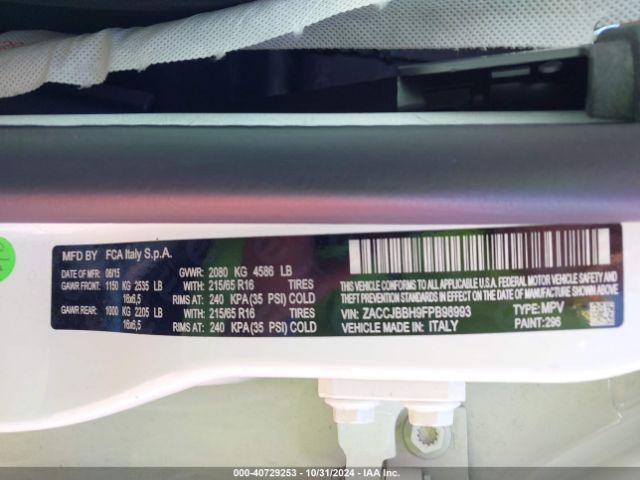 MFD BY FCA Italy S.p.A.
DATE OF MFR 06/15 GVWR: 2080 KG 4586 LB
GAWR FRONT: 1150 KG 2535 LB WITH: 215/65 R16 TIRES
16x6,5 RIMS AT: 240 KPA(35 PSI) COLD
GAWR REAR: 1000 KG 2205 LB WITH: 215/65 R16 TIRES
16x6,5 RIMS AT: 240 KPA(35 PSI) COLD
THIS VEHICLE CONFORMS TO ALL APPLICABLE U.S.A. FEDERAL MOTOR VEHICLE SAFETY
BUMPER AND THEFT PREVENTION STANDARDS IN EFFECT ON THE DATE OF MANUFACTURE SHOWN ABOVE
VIN: ZACCJBBH9FPB98993 TYPE: MPV
VEHICLE MADE IN: ITALY PAINT: 296
000-40729253 - 10/31/2024 - IAA Inc.